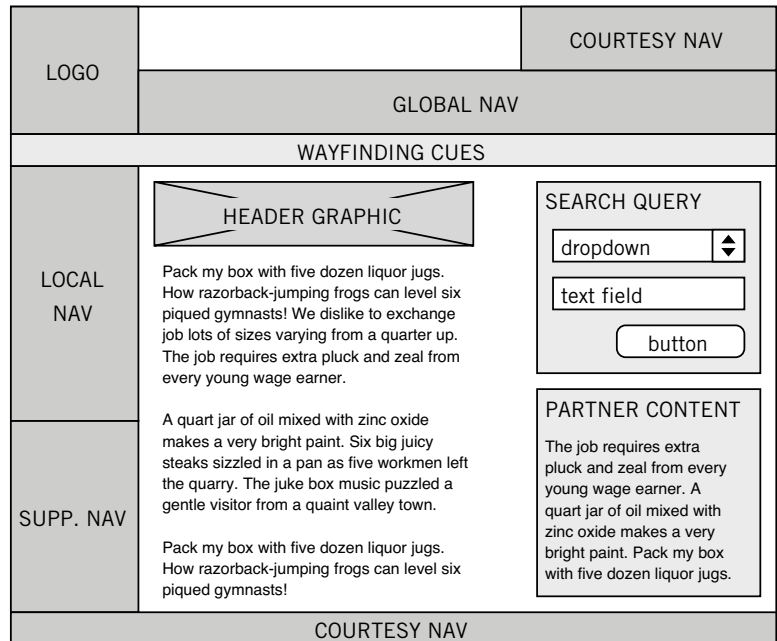 LOGO
COURTESY NAV
GLOBAL NAV
WAYFINDING CUES
LOCAL
NAV
SUPP. NAV
HEADER GRAPHIC
Pack my box with five dozen liquor jugs.
How razorback-jumping frogs can level six
piqued gymnasts! We dislike to exchange
job lots of sizes varying from a quarter up.
The job requires extra pluck and zeal from
every young wage earner.
A quart jar of oil mixed with zinc oxide
makes a very bright paint. Six big juicy
steaks sizzled in a pan as five workmen left
the quarry. The juke box music puzzled a
gentle visitor from a quaint valley town.
Pack my box with five dozen liquor jugs.
How razorback-jumping frogs can level six
piqued gymnasts!
SEARCH QUERY
dropdown
text field
button
PARTNER CONTENT
The job requires extra
pluck and zeal from every
young wage earner. A
quart jar of oil mixed with
zinc oxide makes a very
bright paint. Pack my box
with five dozen liquor jugs.
COURTESY NAV